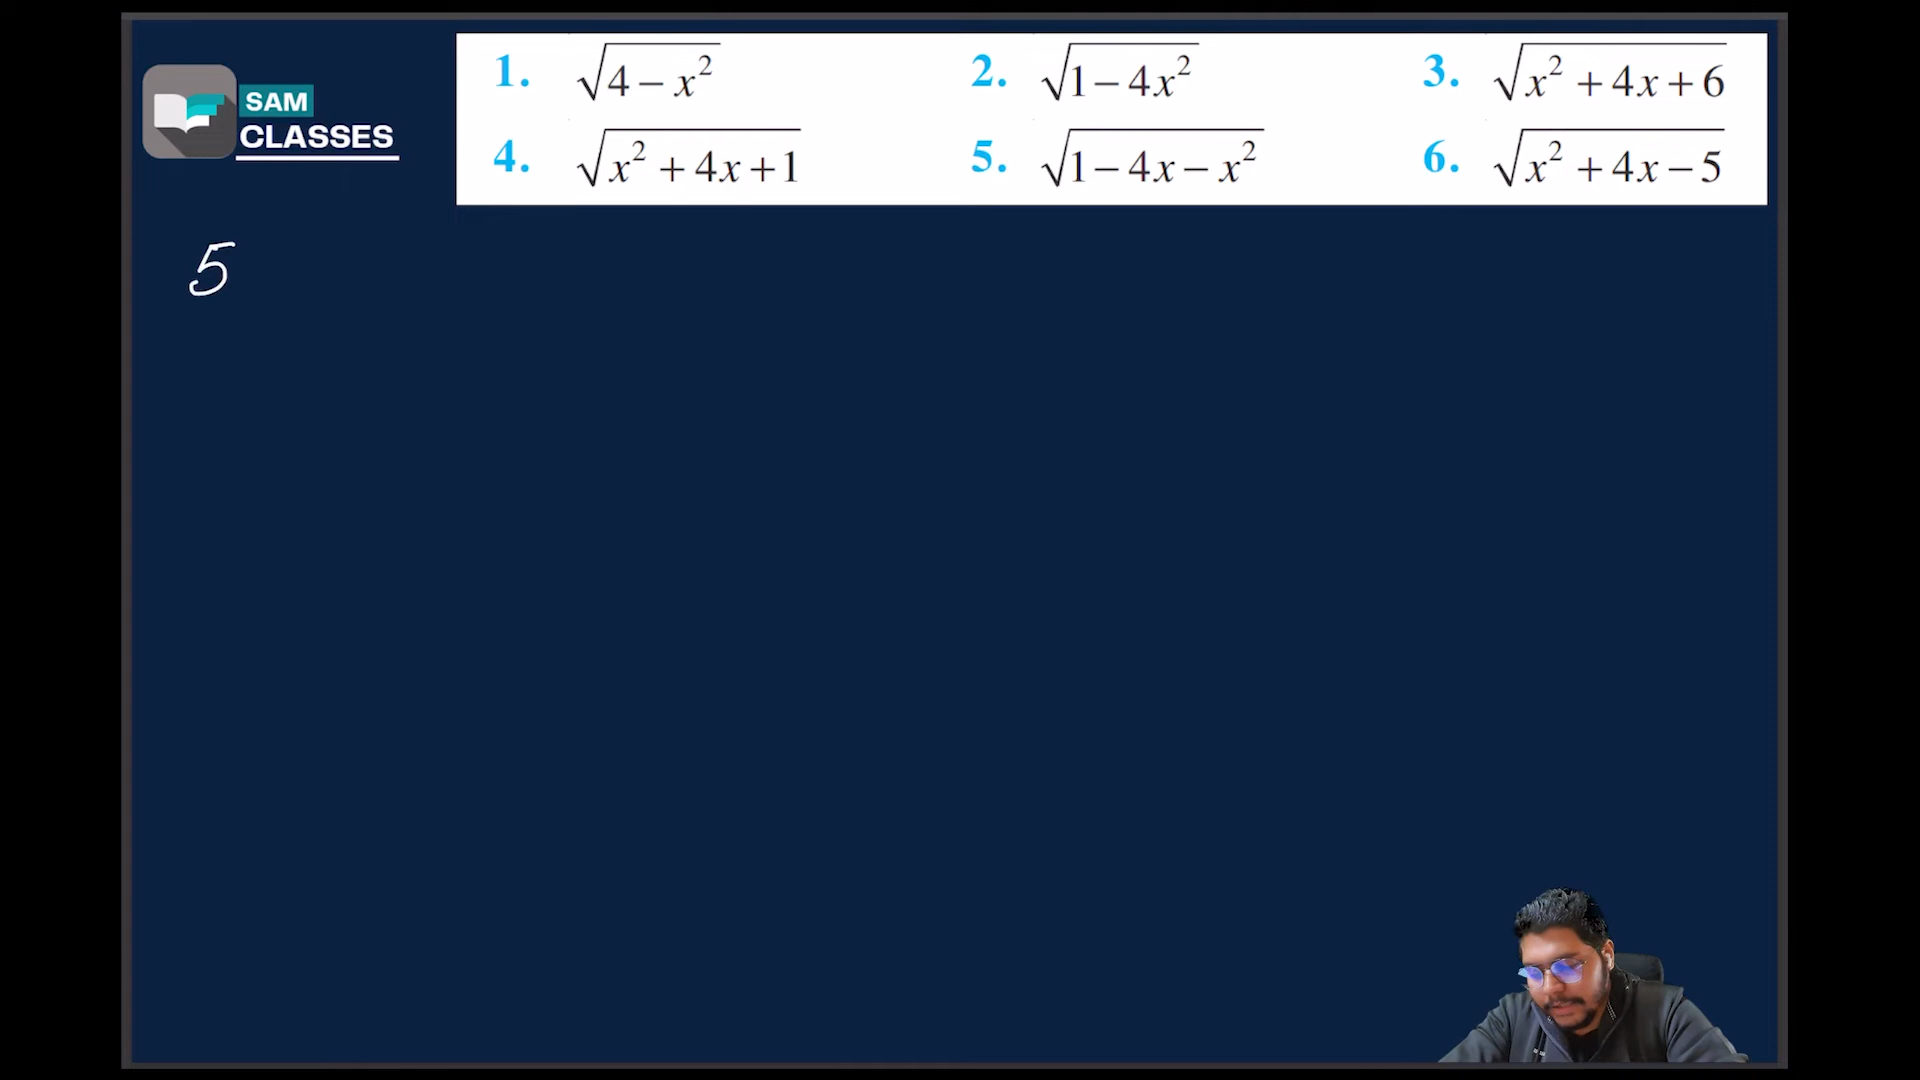 SAM
CLASSES
1. √(4 − x²) 2. √(1 − 4x²) 3. √(x² + 4x + 6)
4. √(x² + 4x + 1) 5. √(1 − 4x − x²) 6. √(x² + 4x − 5)
5